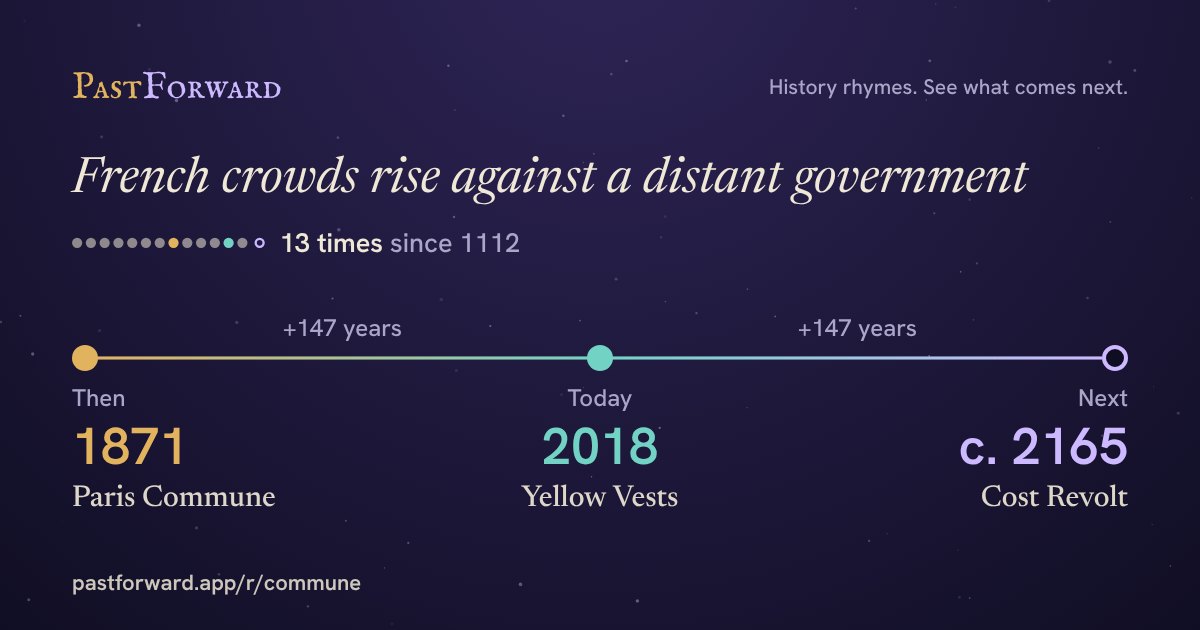 PastForward
History rhymes. See what comes next.
French crowds rise against a distant government
13 times since 1112
+147 years
+147 years
Then
Today
Next
1871
2018
c. 2165
Paris Commune
Yellow Vests
Cost Revolt
pastforward.app/r/commune